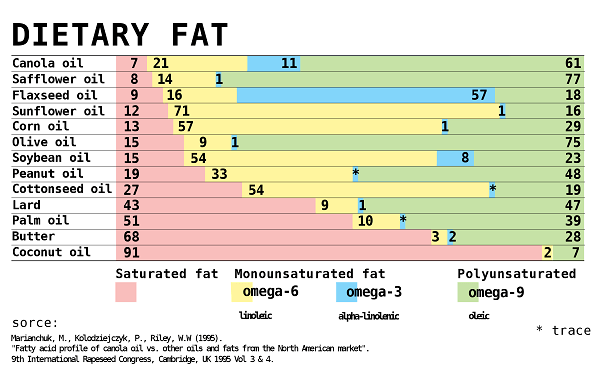 DIETARY FAT
Canola oil 7 21 11 61
Safflower oil 8 14 1 77
Flaxseed oil 9 16 57 18
Sunflower oil 12 71 1 16
Corn oil 13 57 1 29
Olive oil 15 9 1 75
Soybean oil 15 54 8 23
Peanut oil 19 33 * 48
Cottonseed oil 27 54 * 19
Lard 43 9 1 47
Palm oil 51 10 * 39
Butter 68 3 2 28
Coconut oil 91 2 7
Saturated fat Monounsaturated fat Polyunsaturated
omega-6 omega-3 omega-9
linoleic alpha-linolenic oleic
sorce:
* trace
Marianchuk, M., Kolodziejczyk, P., Riley, W.W (1995).
"Fatty acid profile of canola oil vs. other oils and fats from the North American market".
9th International Rapeseed Congress, Cambridge, UK 1995 Vol 3 & 4.